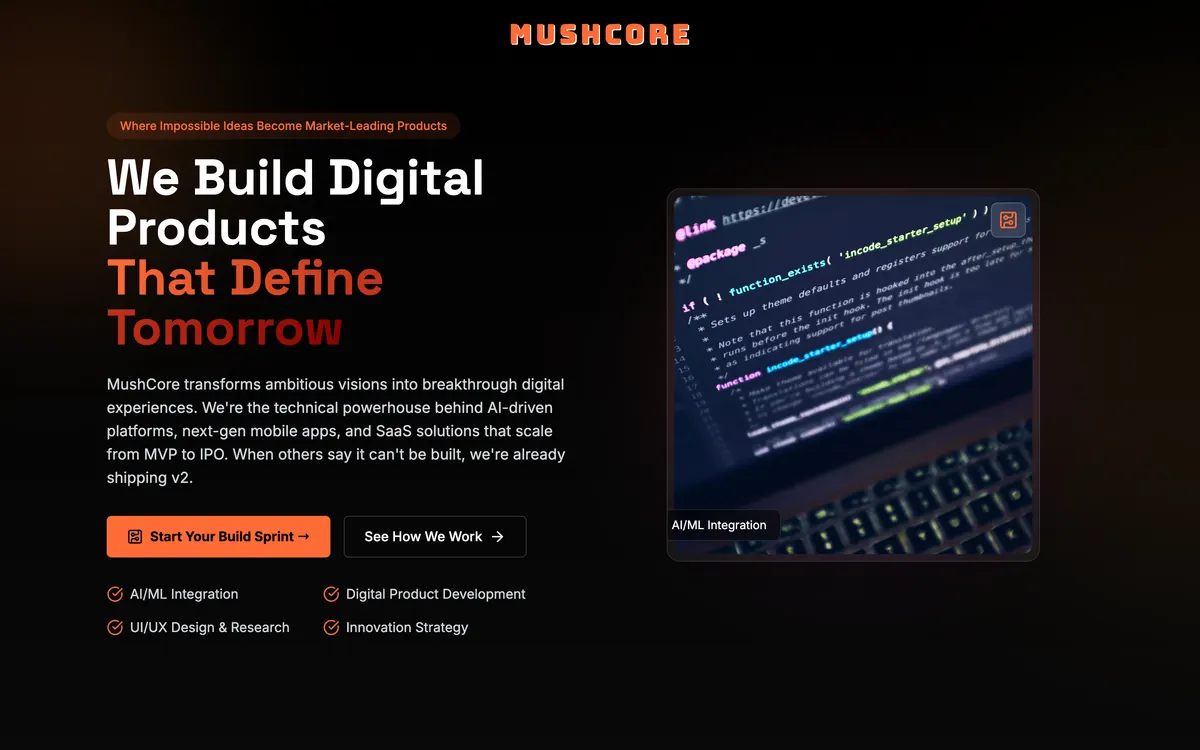 MUSHCORE
Where Impossible Ideas Become Market-Leading Products
We Build Digital
Products
That Define
Tomorrow
MushCore transforms ambitious visions into breakthrough digital
experiences. We're the technical powerhouse behind AI-driven
platforms, next-gen mobile apps, and SaaS solutions that scale
from MVP to IPO. When others say it can't be built, we're already
shipping v2.
Start Your Build Sprint →
See How We Work →
AI/ML Integration
Digital Product Development
UI/UX Design & Research
Innovation Strategy
@link https://deve
* @package _s
*/
if ( ! function_exists( 'incode_starter_setup' ) )
/**
* Sets up theme defaults and registers support for
* Note that this function is hooked into the after_setup_the
* runs before the init hook. The init hook is too late for
* as indicating support for post thumbnails.
*/
function incode_starter_setup() {
AI/ML Integration